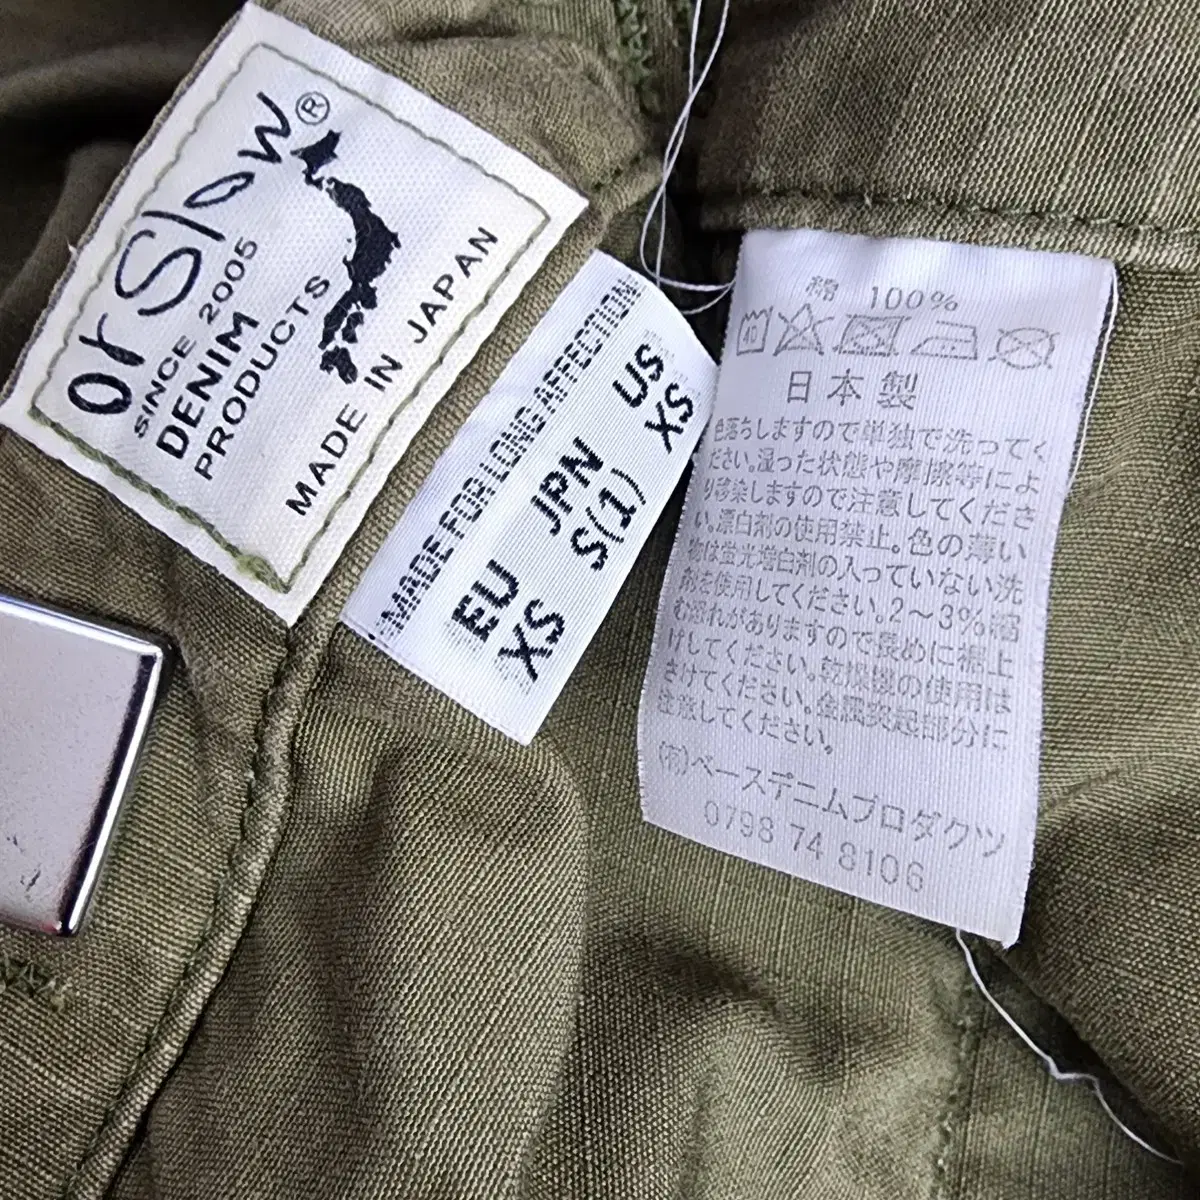 orSlow®
SINCE 2005
DENIM
PRODUCTS
MADE IN JAPAN
MADE FOR LONG AFFECTION
EU JPN US
XS S(1) XS
綿 100%
40
日本製
色落ちしますので単独で洗ってく
ださい。湿った状態や摩擦等によ
り移染しますので注意してくださ
い。漂白剤の使用禁止。色の薄い
物は蛍光増白剤の入っていない洗
剤を使用してください。2～3%縮
む恐れがありますので長めに裾上
げしてください。乾燥機の使用は
さけてください。金属突起部分に
注意してください。
(有)ベースデニムプロダクツ
0798 74 8106